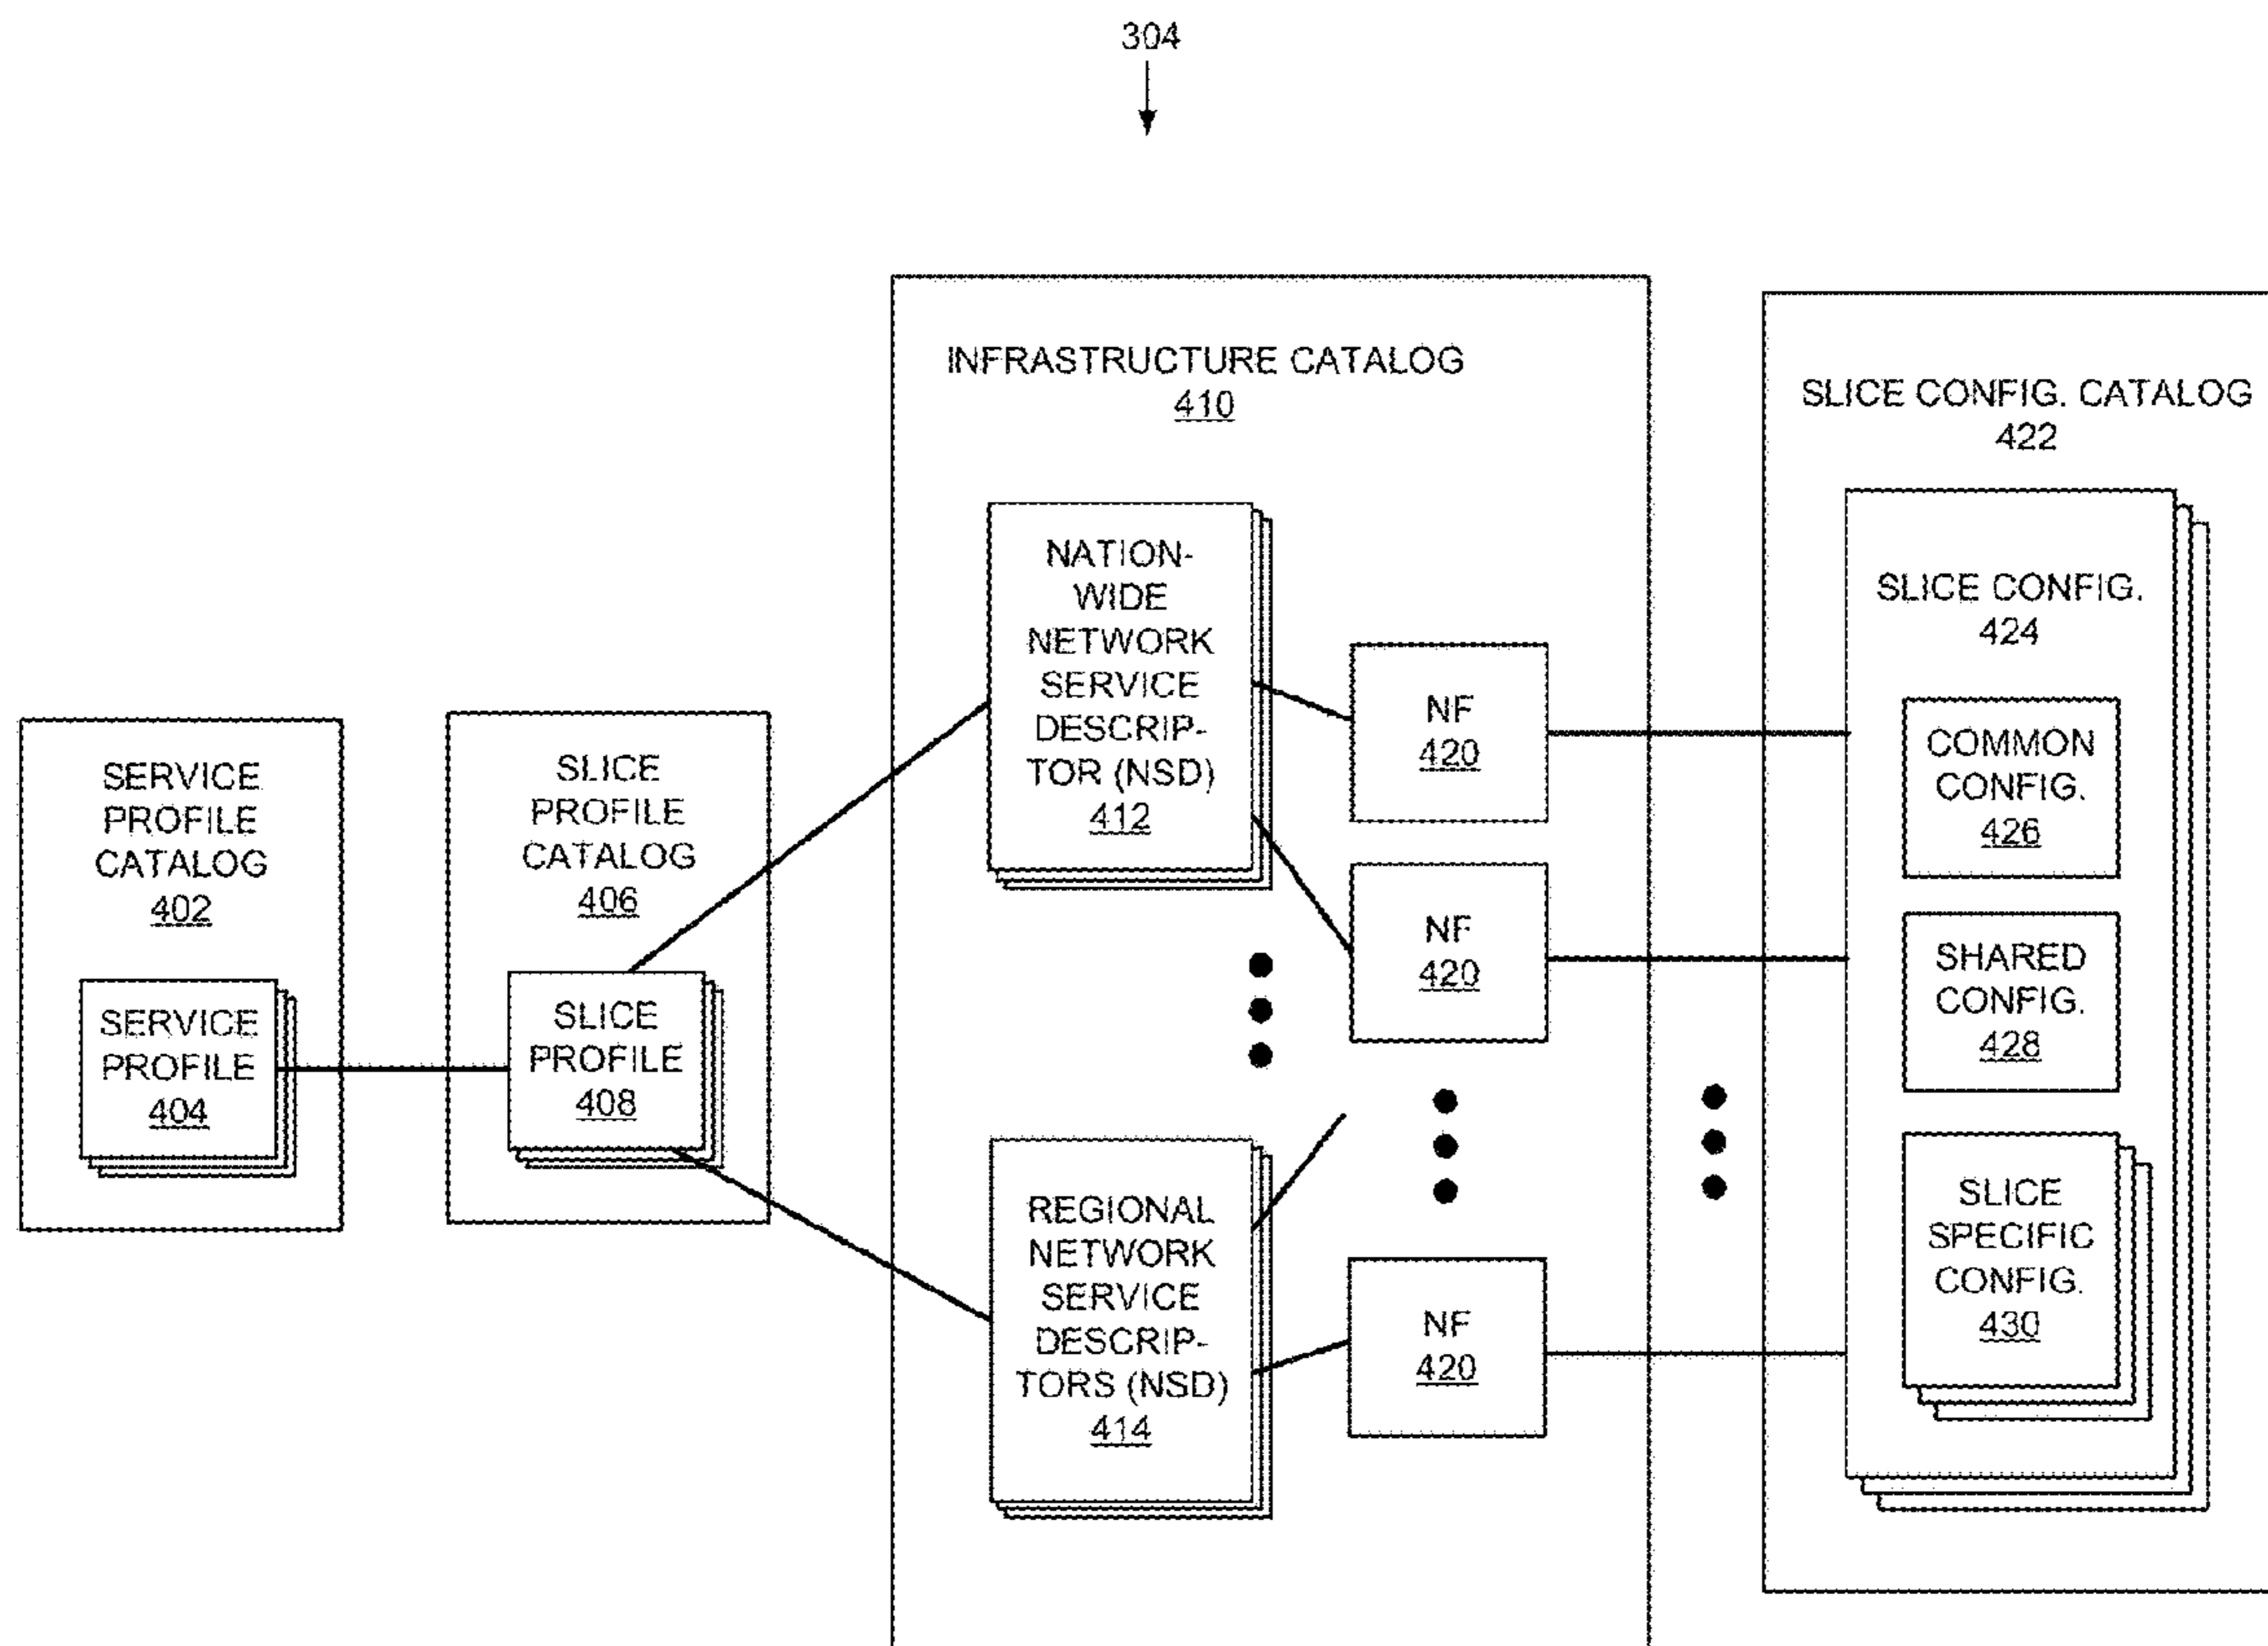 304
SERVICE
PROFILE
CATALOG
402
SERVICE
PROFILE
404
SLICE
PROFILE
CATALOG
406
SLICE
PROFILE
408
INFRASTRUCTURE CATALOG
410
NATION-
WIDE
NETWORK
SERVICE
DESCRIP-
TOR (NSD)
412
REGIONAL
NETWORK
SERVICE
DESCRIP-
TORS (NSD)
414
NF
420
NF
420
NF
420
SLICE CONFIG. CATALOG
422
SLICE CONFIG.
424
COMMON
CONFIG.
426
SHARED
CONFIG.
428
SLICE
SPECIFIC
CONFIG.
430